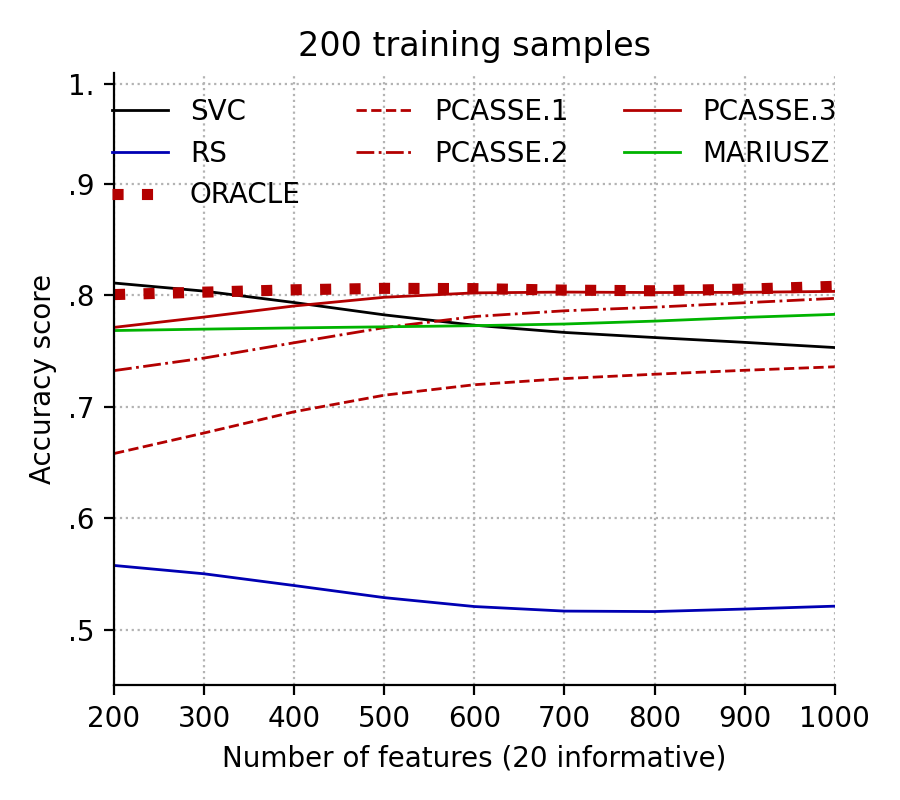 200 training samples
1.
.9
.8
.7
.6
.5
Accuracy score
SVC
RS
ORACLE
PCASSE.1
PCASSE.2
PCASSE.3
MARIUSZ
200 300 400 500 600 700 800 900 1000
Number of features (20 informative)